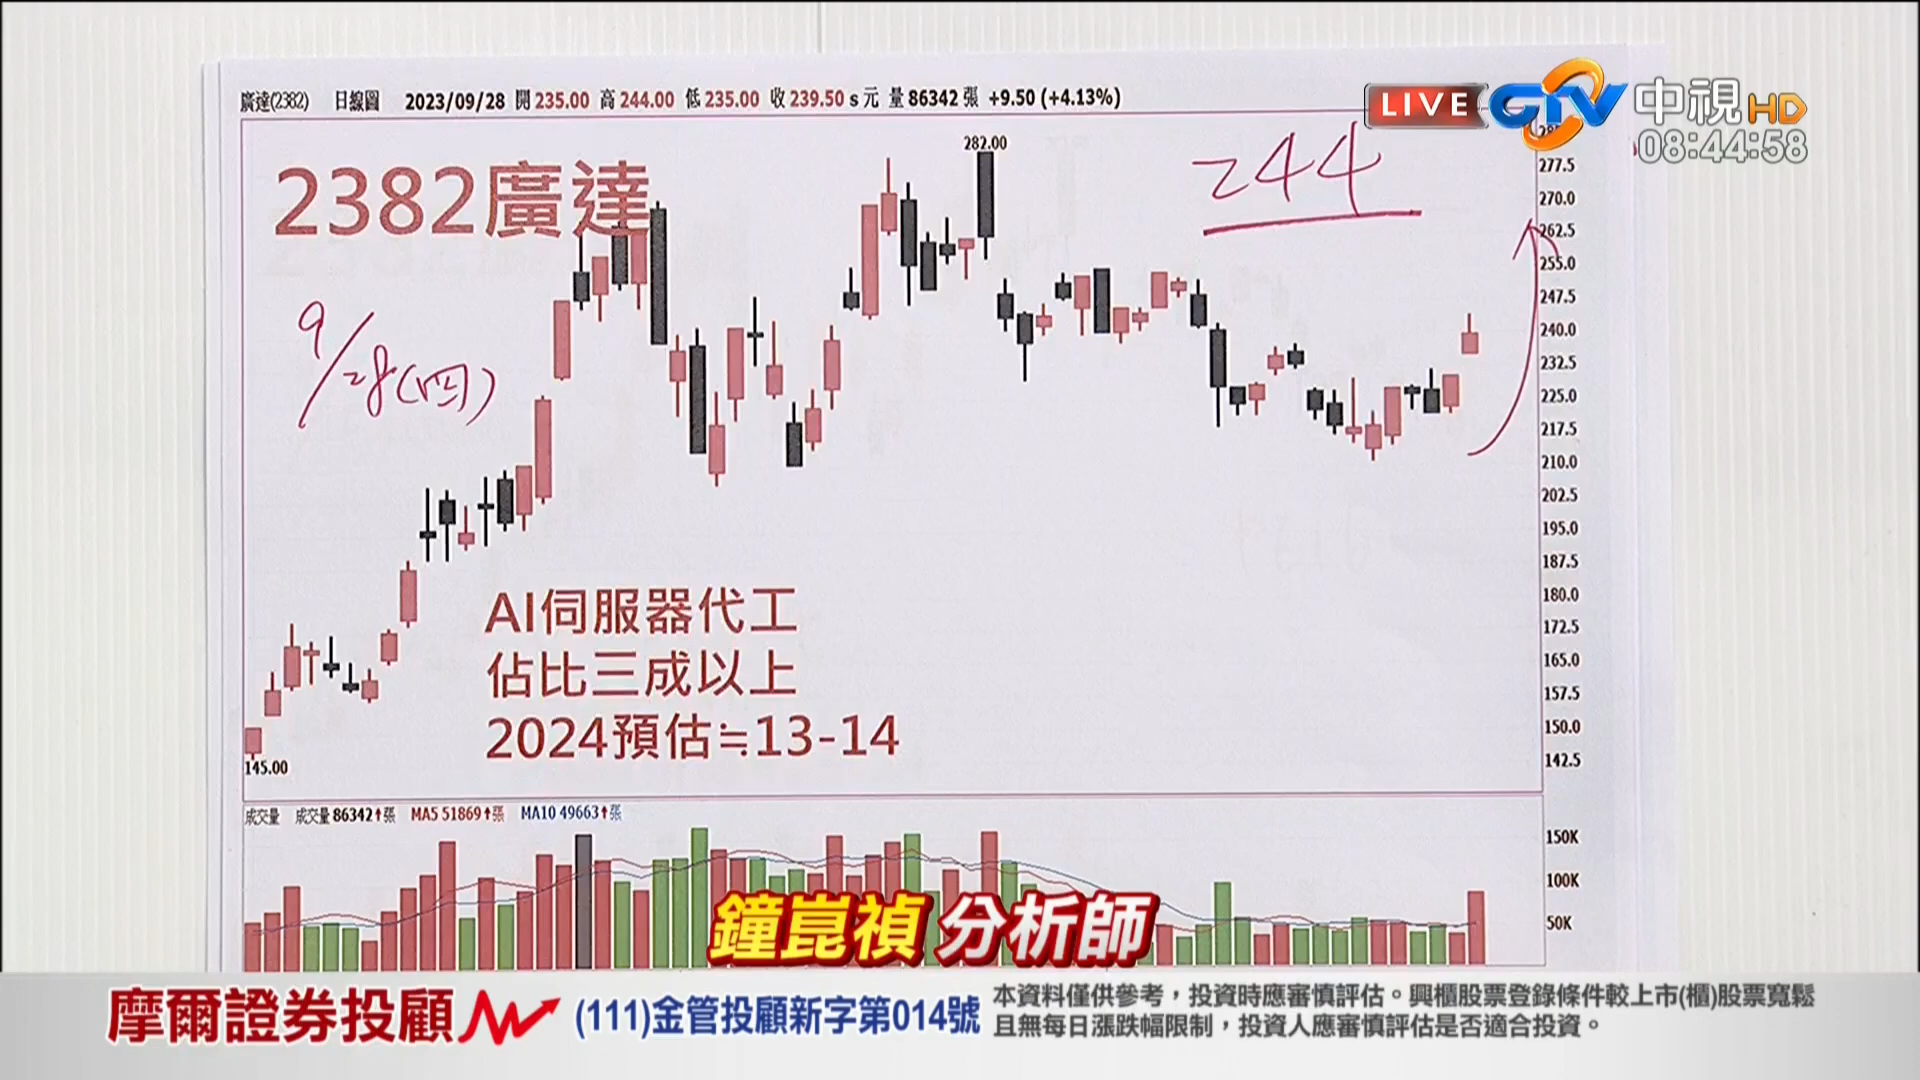 廣達(2382) 日線圖 2023/09/28 開 235.00 高 244.00 低 235.00 收 239.50 s 元 量 86342 張 +9.50 (+4.13%)
LIVE CTV 中視 HD
08:44:58
2382廣達
282.00
244
9/28(四)
277.5
270.0
262.5
255.0
247.5
240.0
232.5
225.0
217.5
210.0
202.5
195.0
187.5
180.0
172.5
165.0
157.5
150.0
142.5
AI伺服器代工
佔比三成以上
2024預估≒13-14
145.00
成交量 成交量 86342↑張 MA5 51869↑張 MA10 49663↑張
150K
100K
50K
鐘崑禎 分析師
摩爾證券投顧 (111)金管投顧新字第014號
本資料僅供參考，投資時應審慎評估。興櫃股票登錄條件較上市(櫃)股票寬鬆
且無每日漲跌幅限制，投資人應審慎評估是否適合投資。